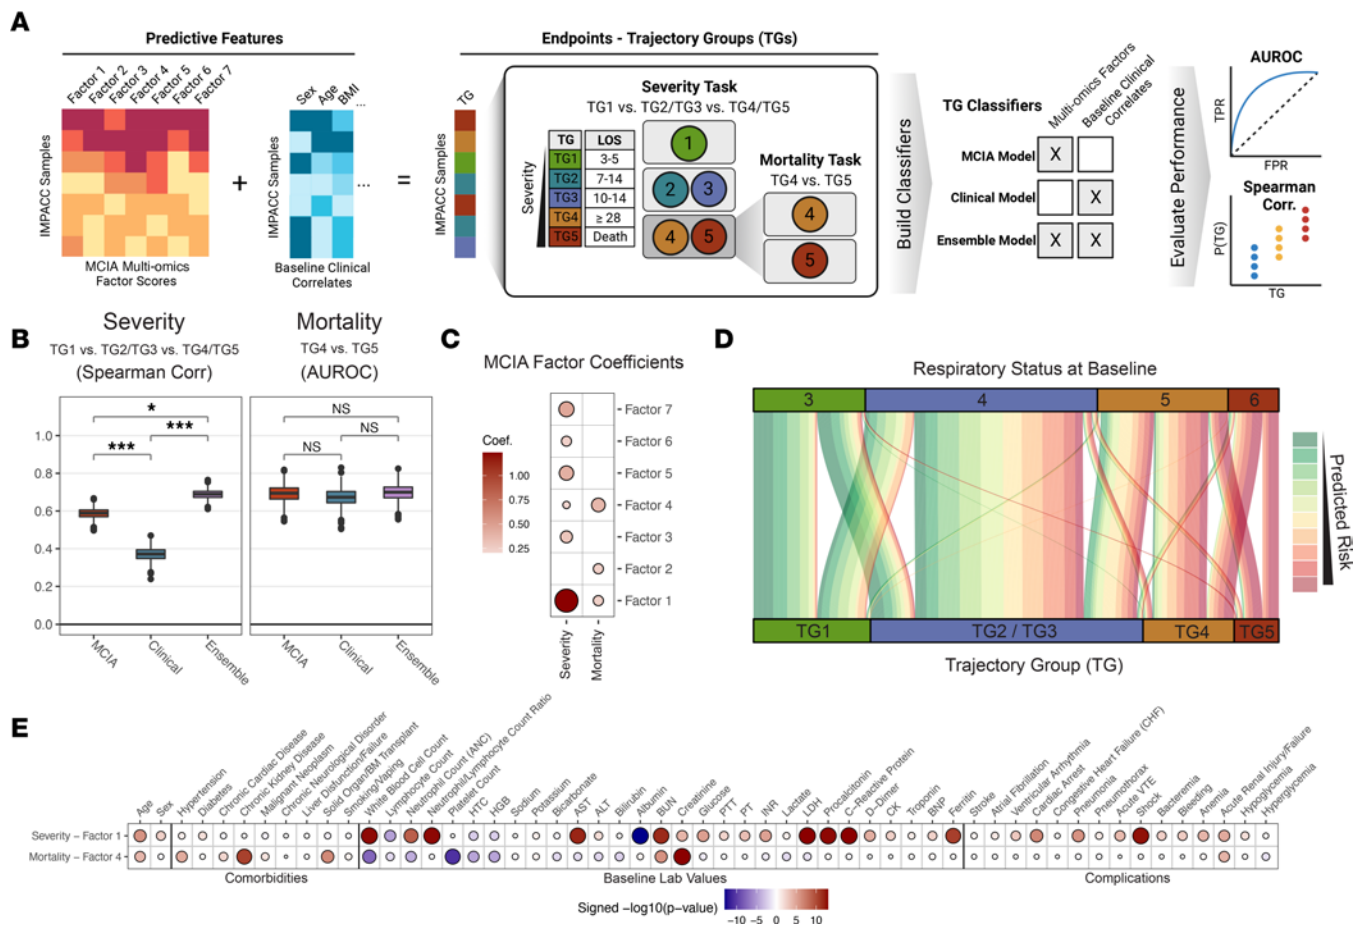 A
Predictive Features
Factor 1
Factor 2
Factor 3
Factor 4
Factor 5
Factor 6
Factor 7
IMPACC Samples
MCIA Multi-omics
Factor Scores
+
Sex
Age
BMI
...
IMPACC Samples
...
Baseline Clinical
Correlates
=
Endpoints - Trajectory Groups (TGs)
TG
IMPACC Samples
Severity Task
TG1 vs. TG2/TG3 vs. TG4/TG5
Severity
TG LOS
TG1 3-5
TG2 7-14
TG3 10-14
TG4 ≥ 28
TG5 Death
1
2 3
4 5
Mortality Task
TG4 vs. TG5
4
5
Build Classifiers
TG Classifiers
Multi-omics Factors
Baseline Clinical
Correlates
MCIA Model X
Clinical Model X
Ensemble Model X X
Evaluate Performance
AUROC
TPR
FPR
Spearman
Corr.
P(TG)
TG
B
Severity
TG1 vs. TG2/TG3 vs. TG4/TG5
(Spearman Corr)
Mortality
TG4 vs. TG5
(AUROC)
1.0
0.8
0.6
0.4
0.2
0.0
*
***
***
NS
NS
NS
MCIA
Clinical
Ensemble
MCIA
Clinical
Ensemble
C
MCIA Factor Coefficients
Coef.
1.00
0.75
0.50
0.25
Factor 7
Factor 6
Factor 5
Factor 4
Factor 3
Factor 2
Factor 1
Severity
Mortality
D
Respiratory Status at Baseline
3 4 5 6
TG1 TG2 / TG3 TG4 TG5
Trajectory Group (TG)
Predicted Risk
E
Age
Sex
Hypertension
Diabetes
Chronic Cardiac Disease
Chronic Kidney Disease
Malignant Neoplasm
Chronic Neurological Disorder
Liver Disfunction/Failure
Solid Organ/BM Transplant
Smoking/Vaping
White Blood Cell Count
Lymphocyte Count
Neutrophil Count (ANC)
Neutrophil/Lymphocyte Count Ratio
Platelet Count
HTC
HGB
Sodium
Potassium
Bicarbonate
ALT
Bilirubin
AST
Albumin
BUN
Creatinine
Glucose
PTT
PT
INR
Lactate
LDH
Procalcitonin
C-Reactive Protein
D-Dimer
CK
Troponin
BNP
Ferritin
Stroke
Atrial Fibrillation
Ventricular Arrhythmia
Cardiac Arrest
Congestive Heart Failure (CHF)
Pneumonia
Pneumothorax
Acute VTE
Shock
Bacteremia
Bleeding
Anemia
Acute Renal Injury/Failure
Hypoglycemia
Hyperglycemia
Severity - Factor 1
Mortality - Factor 4
Comorbidities
Baseline Lab Values
Complications
Signed -log10(p-value)
-10 -5 0 5 10